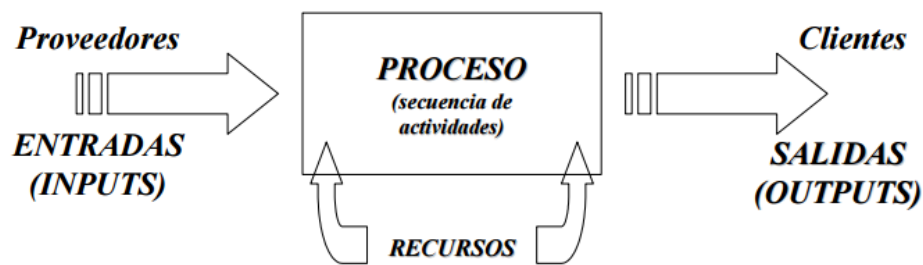 Proveedores
ENTRADAS
(INPUTS)
PROCESO
(secuencia de
actividades)
RECURSOS
Clientes
SALIDAS
(OUTPUTS)